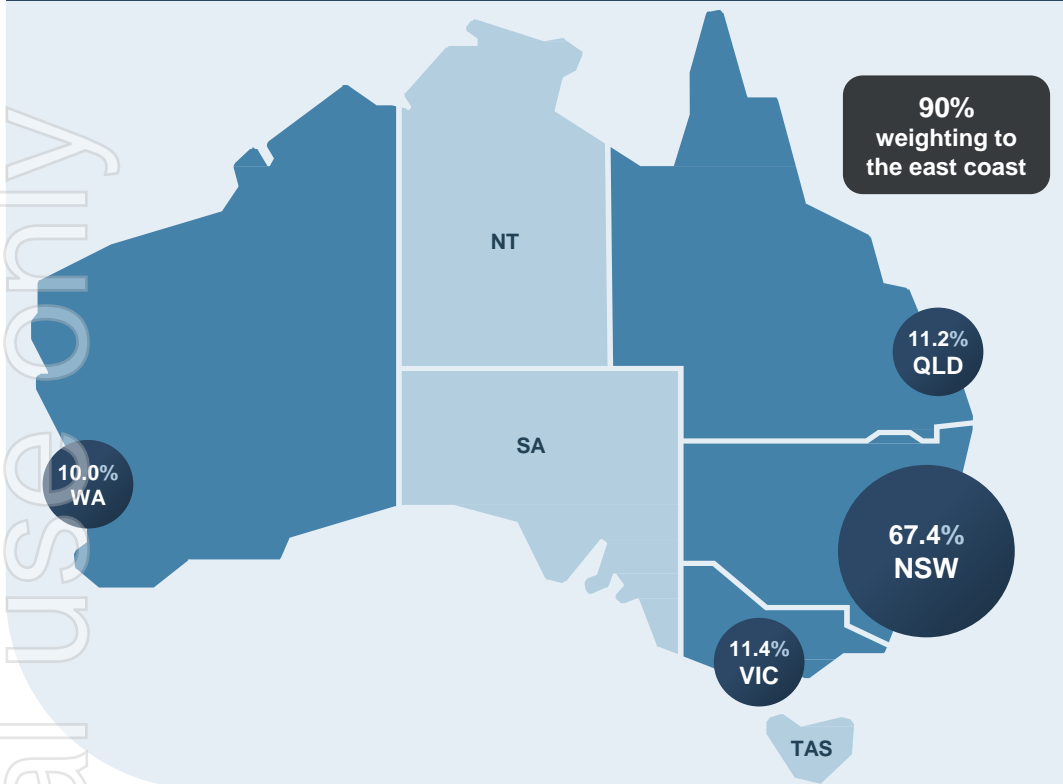 90%
weighting to
the east coast
NT
11.2%
QLD
SA
10.0%
WA
67.4%
NSW
11.4%
VIC
TAS
al use only